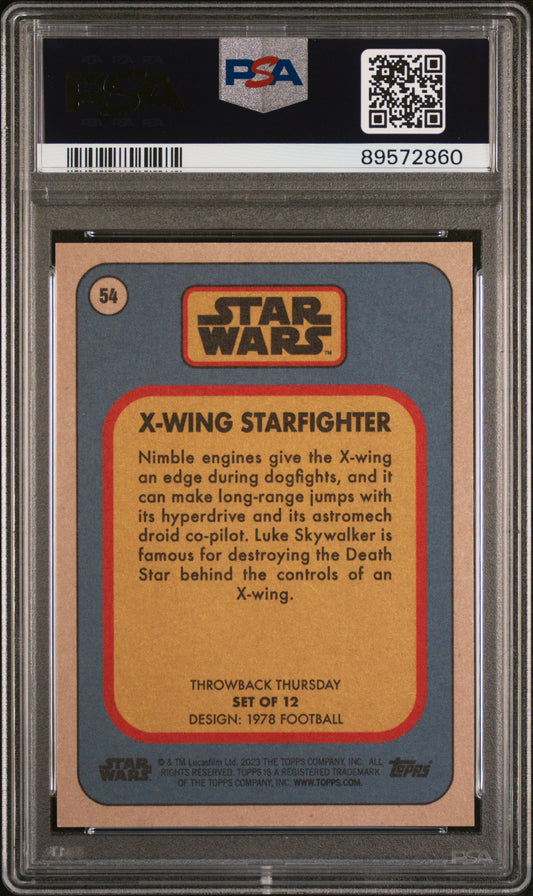 PSA
PSA
89572860
54
STAR
WARS
™
X-WING STARFIGHTER
Nimble engines give the X-wing
an edge during dogfights, and it
can make long-range jumps with
its hyperdrive and its astromech
droid co-pilot. Luke Skywalker is
famous for destroying the Death
Star behind the controls of an
X-wing.
THROWBACK THURSDAY
SET OF 12
DESIGN: 1978 FOOTBALL
STAR
WARS
© & TM Lucasfilm Ltd. 2023 THE TOPPS COMPANY, INC. ALL
RIGHTS RESERVED. TOPPS IS A REGISTERED TRADEMARK
OF THE TOPPS COMPANY, INC. WWW.TOPPS.COM.
topps
PSA